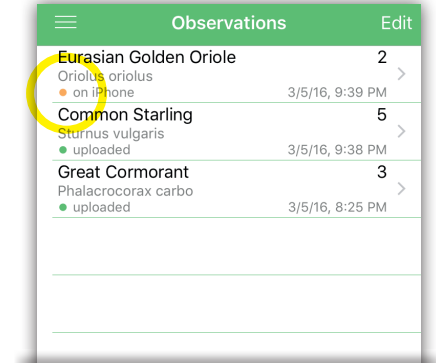 Observations Edit
Eurasian Golden Oriole 2
Oriolus oriolus
on iPhone 3/5/16, 9:39 PM
Common Starling 5
Sturnus vulgaris
uploaded 3/5/16, 9:38 PM
Great Cormorant 3
Phalacrocorax carbo
uploaded 3/5/16, 8:25 PM